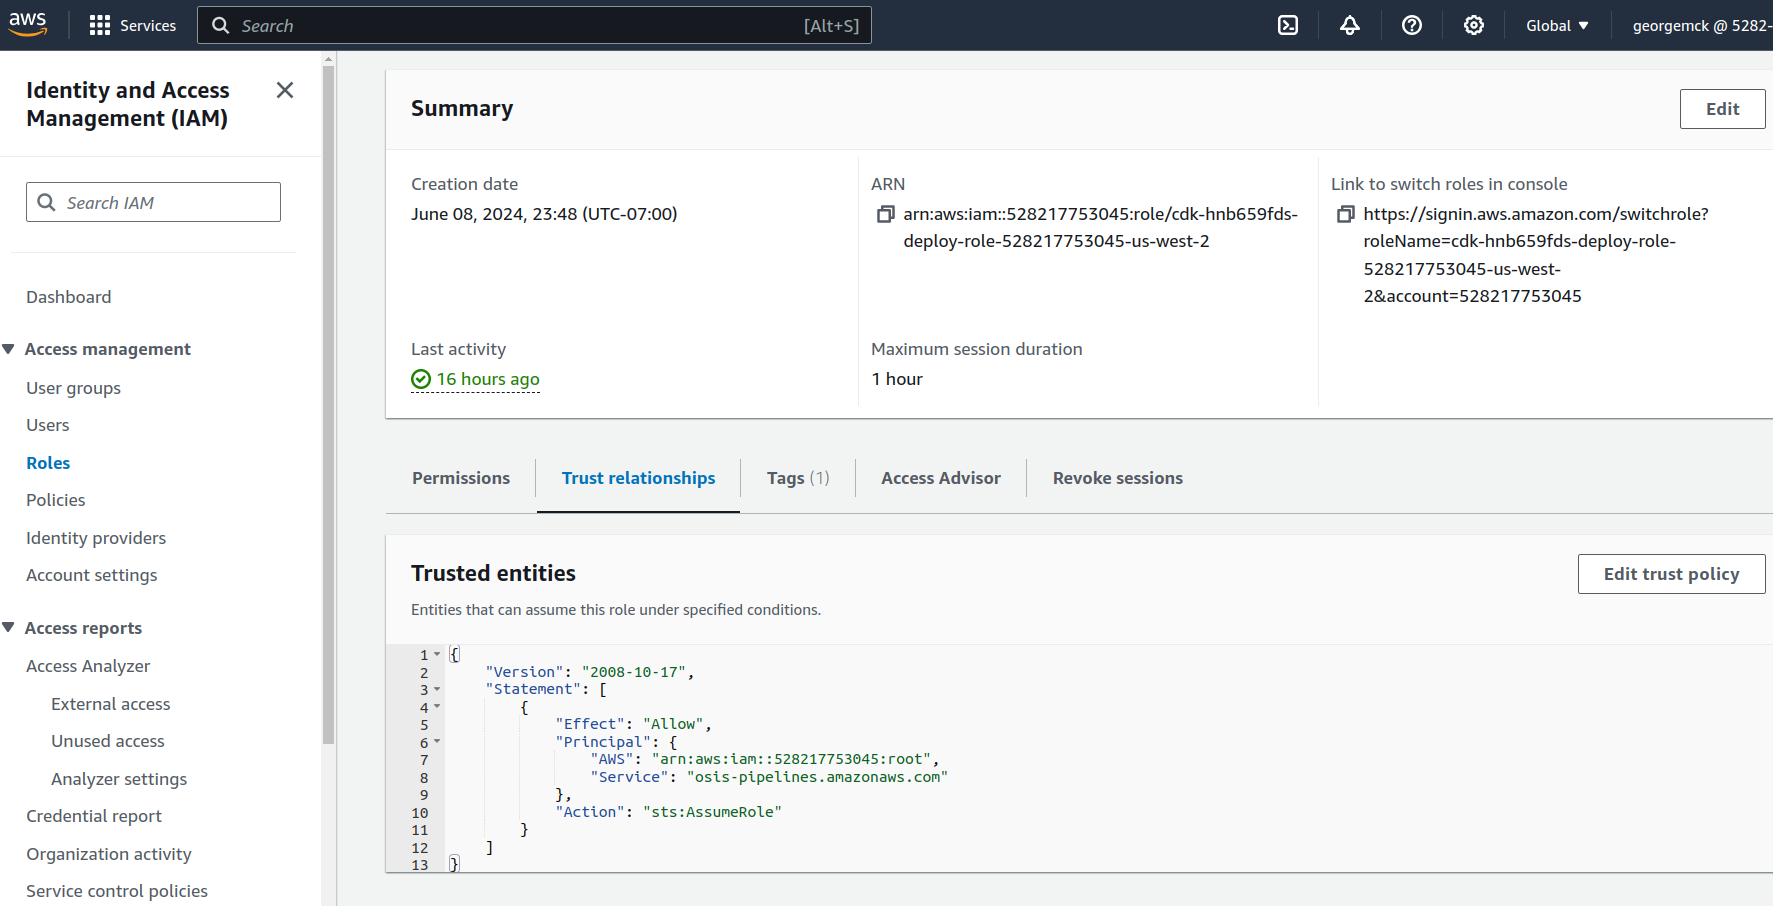 aws
Services
Search
[Alt+S]
Global
georgemck @ 5282-
Identity and Access
Management (IAM)
Search IAM
Dashboard
Access management
User groups
Users
Roles
Policies
Identity providers
Account settings
Access reports
Access Analyzer
External access
Unused access
Analyzer settings
Credential report
Organization activity
Service control policies
Summary
Edit
Creation date
June 08, 2024, 23:48 (UTC-07:00)
ARN
arn:aws:iam::528217753045:role/cdk-hnb659fds-
deploy-role-528217753045-us-west-2
Link to switch roles in console
https://signin.aws.amazon.com/switchrole?
roleName=cdk-hnb659fds-deploy-role-
528217753045-us-west-
2&account=528217753045
Last activity
16 hours ago
Maximum session duration
1 hour
Permissions
Trust relationships
Tags (1)
Access Advisor
Revoke sessions
Trusted entities
Edit trust policy
Entities that can assume this role under specified conditions.
1 {
2 "Version": "2008-10-17",
3 "Statement": [
4 {
5 "Effect": "Allow",
6 "Principal": {
7 "AWS": "arn:aws:iam::528217753045:root",
8 "Service": "osis-pipelines.amazonaws.com"
9 },
10 "Action": "sts:AssumeRole"
11 }
12 ]
13 }